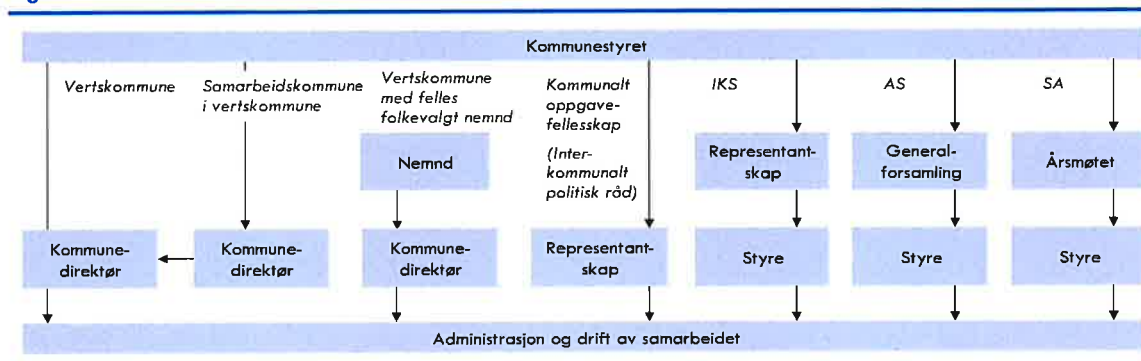 Kommunestyret
Vertskommune
Samarbeidskommune
i vertskommune
Vertskommune
med felles
folkevalgt nemnd
Kommunalt
oppgave-
fellesskap
(Inter-
kommunalt
politisk råd)
IKS
AS
SA
Nemnd
Representant-
skap
General-
forsamling
Årsmøtet
Kommune-
direktør
Kommune-
direktør
Kommune-
direktør
Representant-
skap
Styre
Styre
Styre
Administrasjon og drift av samarbeidet